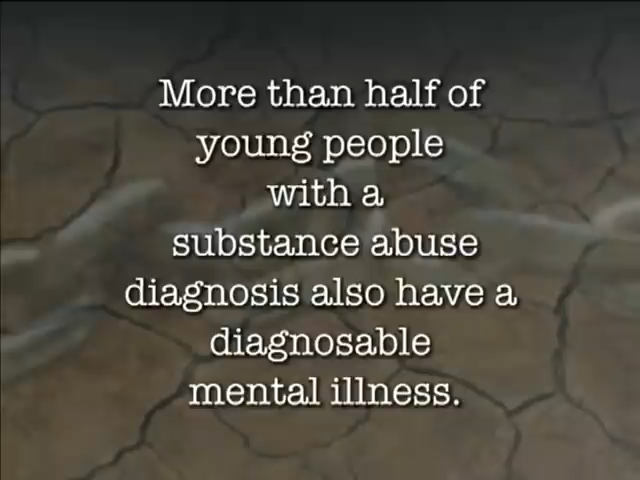 More than half of
young people
with a
substance abuse
diagnosis also have a
diagnosable
mental illness.